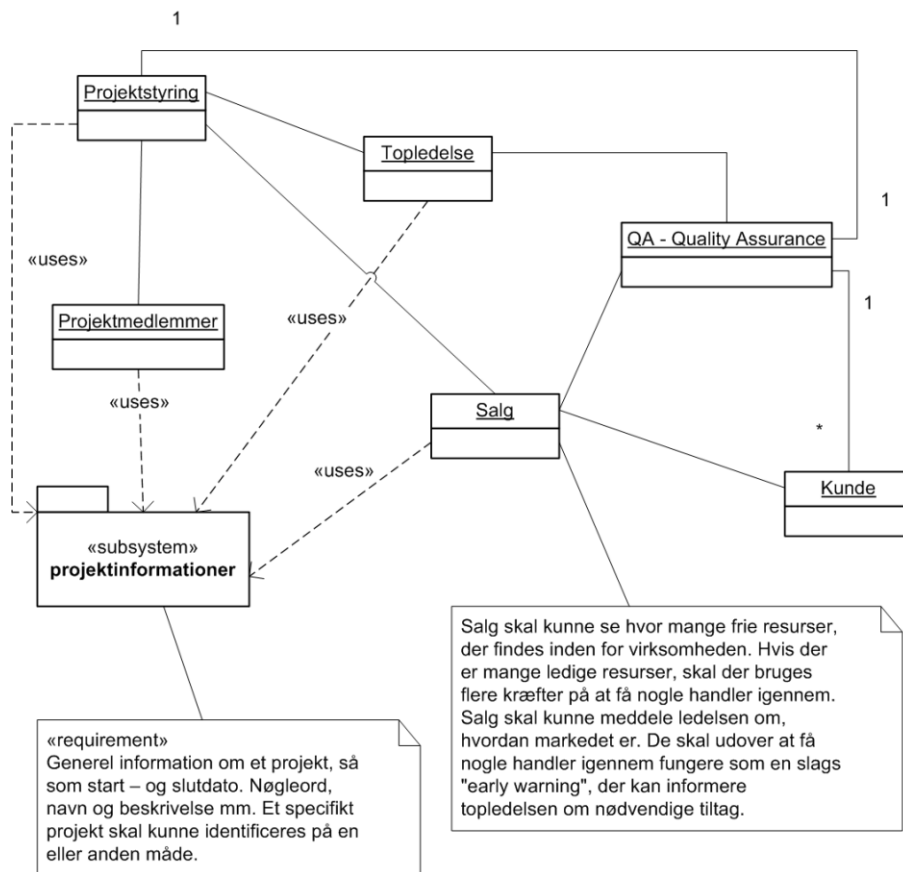 1
Projektstyring
Topledelse
1
QA - Quality Assurance
«uses»
1
Projektmedlemmer
«uses»
«uses»
Salg
*
«uses»
Kunde
«subsystem»
projektinformationer
Salg skal kunne se hvor mange frie resurser,
der findes inden for virksomheden. Hvis der
er mange ledige resurser, skal der bruges
flere kræfter på at få nogle handler igennem.
Salg skal kunne meddele ledelsen om,
hvordan markedet er. De skal udover at få
nogle handler igennem fungere som en slags
"early warning", der kan informere
topledelsen om nødvendige tiltag.
«requirement»
Generel information om et projekt, så
som start – og slutdato. Nøgleord,
navn og beskrivelse mm. Et specifikt
projekt skal kunne identificeres på en
eller anden måde.